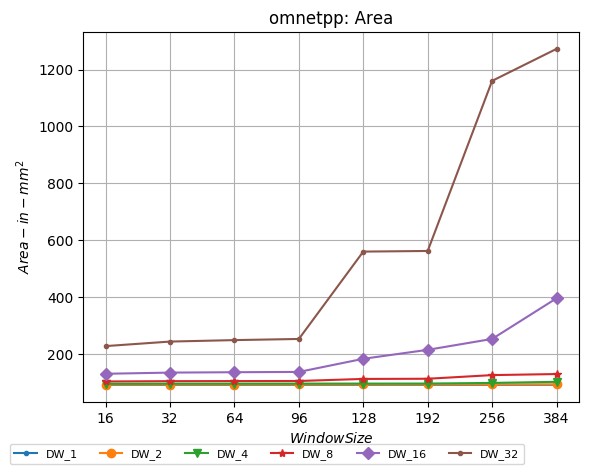 omnetpp: Area
Area − in − mm²
1200
1000
800
600
400
200
16 32 64 96 128 192 256 384
WindowSize
DW_1 DW_2 DW_4 DW_8 DW_16 DW_32